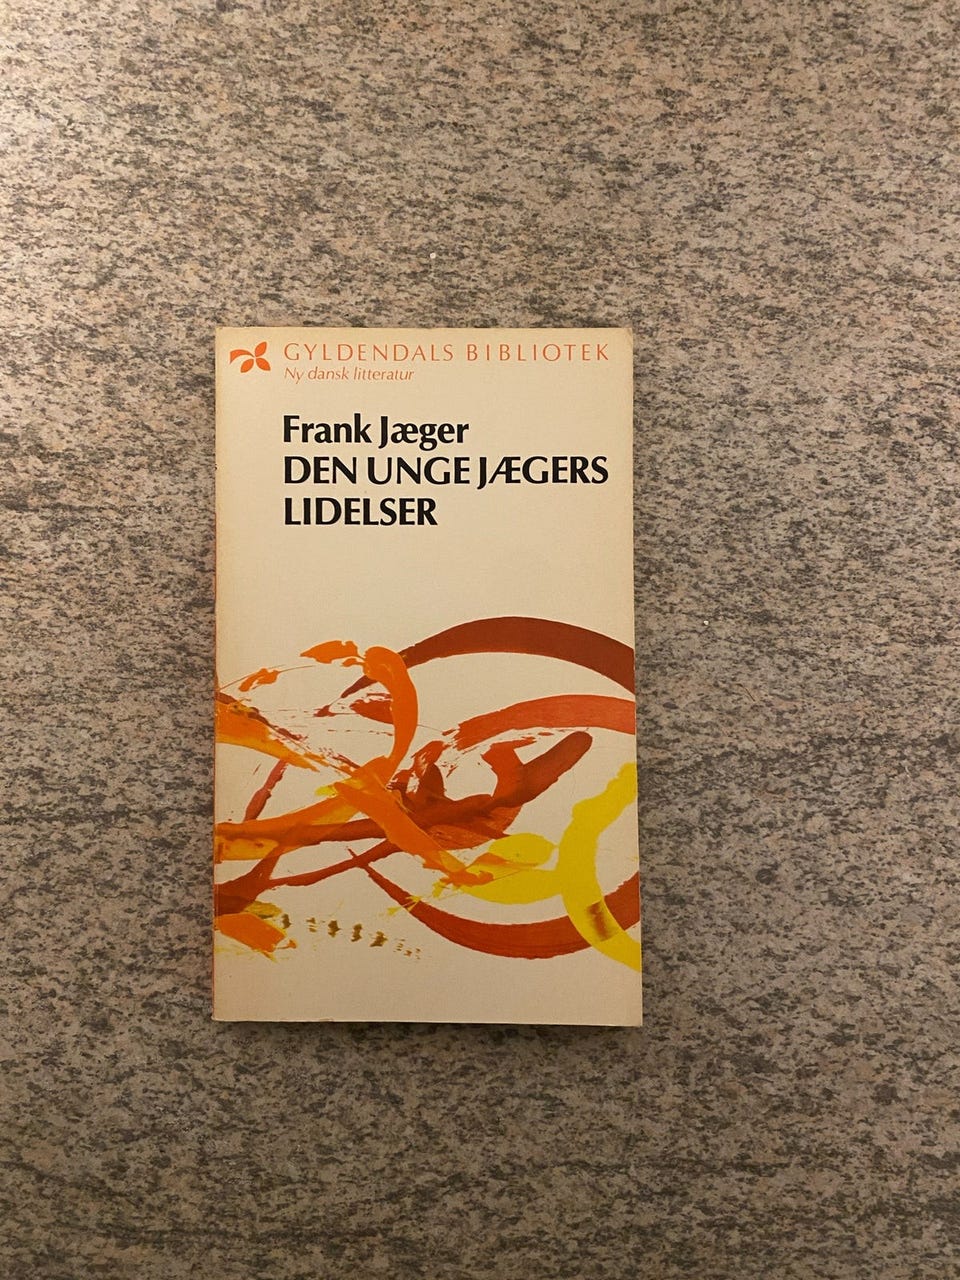 GYLDENDALS BIBLIOTEK
Ny dansk litteratur
Frank Jæger
DEN UNGE JÆGERS
LIDELSER